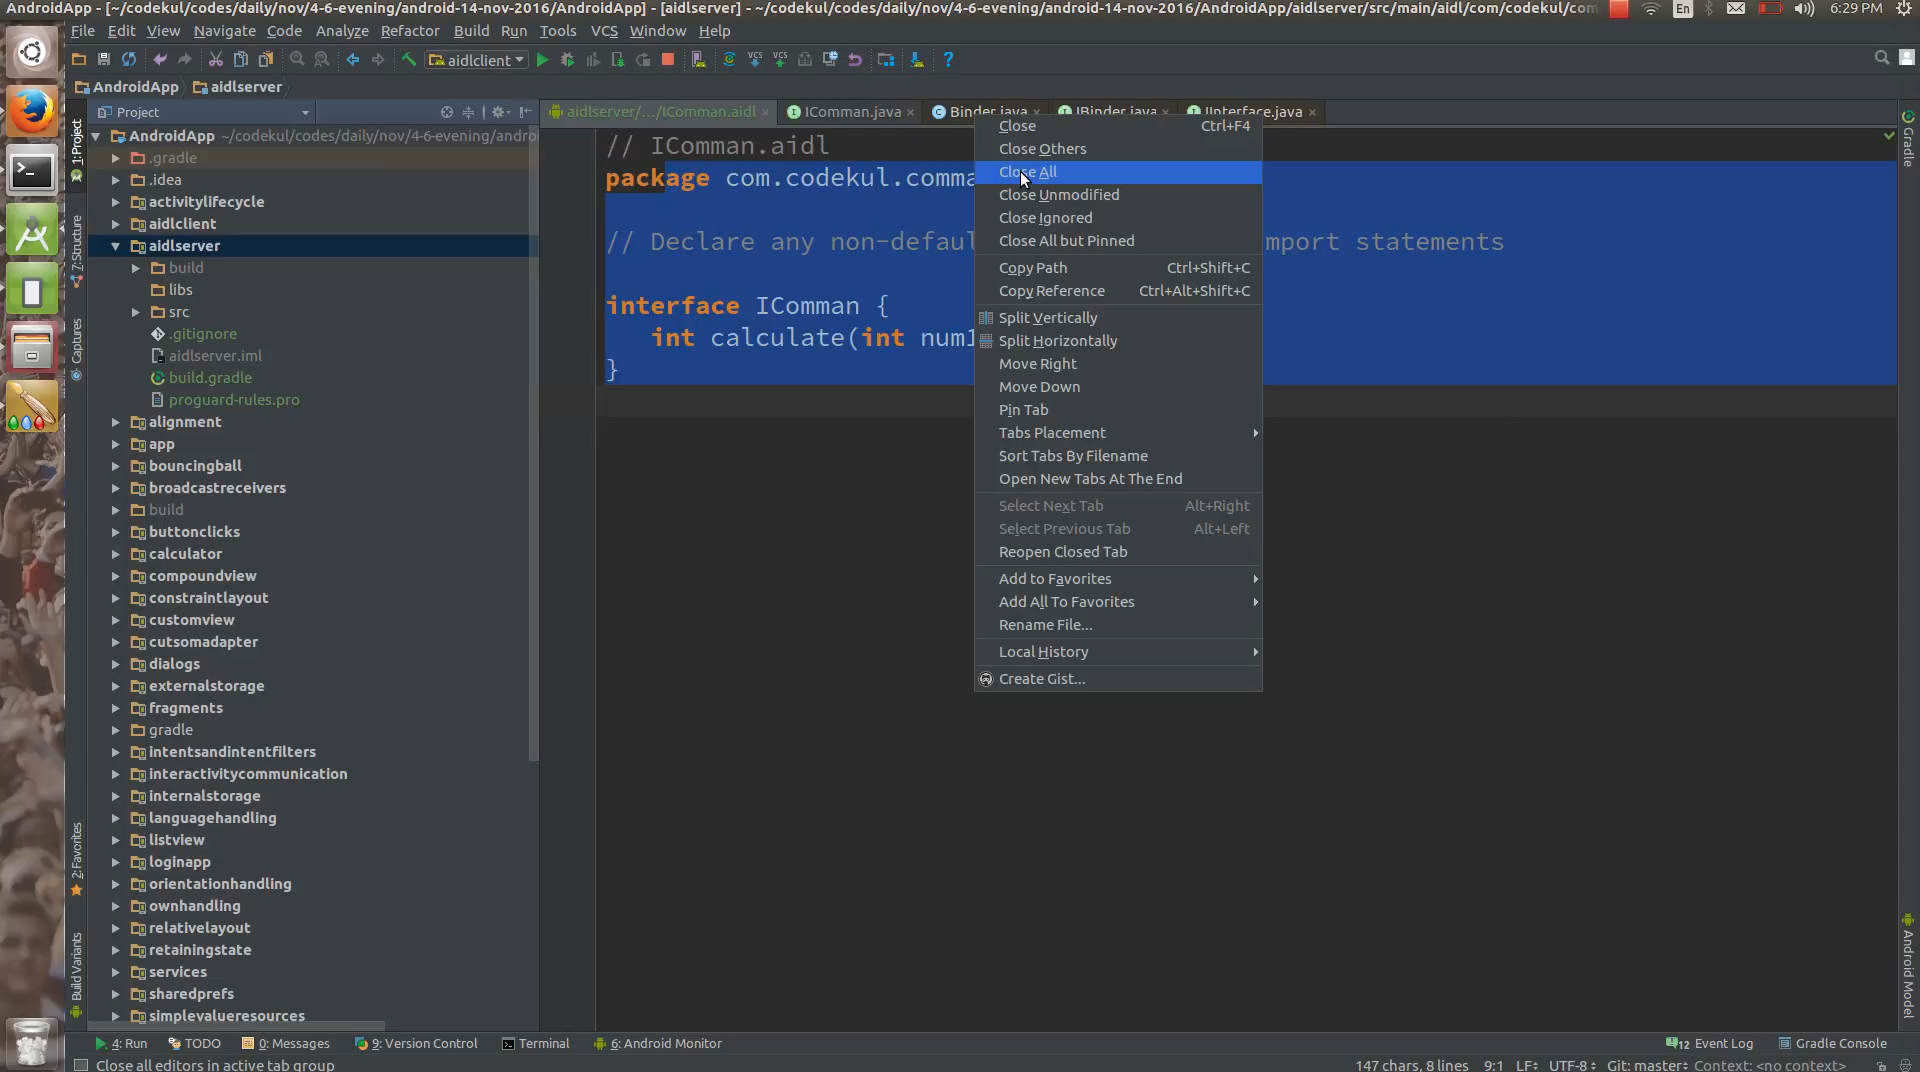 AndroidApp - [~/codekul/codes/daily/nov/4-6-evening/android-14-nov-2016/AndroidApp] - [aidlserver] - ~/codekul/codes/daily/nov/4-6-evening/android-14-nov-2016/AndroidApp/aidlserver/src/main/aidl/com/codekul/com
En
6:29 PM
File Edit View Navigate Code Analyze Refactor Build Run Tools VCS Window Help
aidlclient
VCS VCS
?
AndroidApp aidlserver
Project
aidlserver/.../IComman.aidl IComman.java Binder.java IBinder.java IInterface.java
AndroidApp ~/codekul/codes/daily/nov/4-6-evening/andro
.gradle
.idea
activitylifecycle
aidlclient
aidlserver
build
libs
src
.gitignore
aidlserver.iml
build.gradle
proguard-rules.pro
alignment
app
bouncingball
broadcastreceivers
build
buttonclicks
calculator
compoundview
constraintlayout
customview
cutsomadapter
dialogs
externalstorage
fragments
gradle
intentsandintentfilters
interactivitycommunication
internalstorage
languagehandling
listview
loginapp
orientationhandling
ownhandling
relativelayout
retainingstate
services
sharedprefs
simplevalueresources
1: Project
7: Structure
Captures
2: Favorites
Build Variants
// IComman.aidl
package com.codekul.comma
// Declare any non-defaul mport statements
interface IComman {
int calculate(int num1
}
Close Ctrl+F4
Close Others
Close All
Close Unmodified
Close Ignored
Close All but Pinned
Copy Path Ctrl+Shift+C
Copy Reference Ctrl+Alt+Shift+C
Split Vertically
Split Horizontally
Move Right
Move Down
Pin Tab
Tabs Placement
Sort Tabs By Filename
Open New Tabs At The End
Select Next Tab Alt+Right
Select Previous Tab Alt+Left
Reopen Closed Tab
Add to Favorites
Add All To Favorites
Rename File...
Local History
Create Gist...
Gradle
Android Model
4: Run TODO 0: Messages 9: Version Control Terminal 6: Android Monitor
12 Event Log Gradle Console
Close all editors in active tab group
147 chars, 8 lines 9:1 LF UTF-8 Git: master Context: <no context>